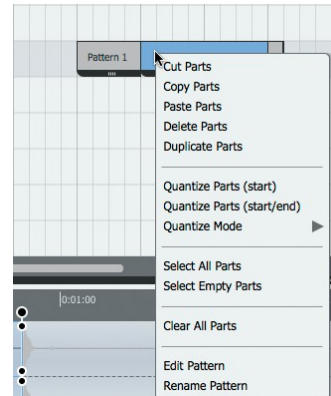 Pattern 1
Cut Parts
Copy Parts
Paste Parts
Delete Parts
Duplicate Parts
Quantize Parts (start)
Quantize Parts (start/end)
Quantize Mode
Select All Parts
Select Empty Parts
0:01:00
Clear All Parts
Edit Pattern
Rename Pattern